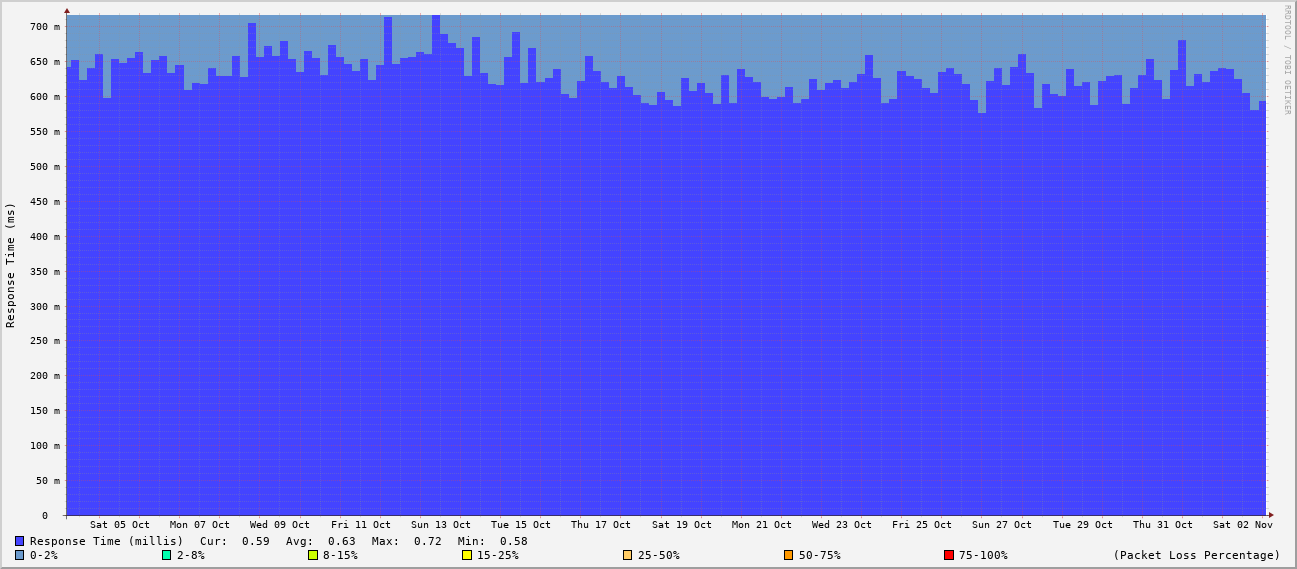 700 m
650 m
600 m
550 m
500 m
450 m
400 m
350 m
300 m
250 m
200 m
150 m
100 m
50 m
0
Response Time (ms)
RRDTOOL / TOBI OETIKER
Sat 05 Oct Mon 07 Oct Wed 09 Oct Fri 11 Oct Sun 13 Oct Tue 15 Oct Thu 17 Oct Sat 19 Oct Mon 21 Oct Wed 23 Oct Fri 25 Oct Sun 27 Oct Tue 29 Oct Thu 31 Oct Sat 02 Nov
Response Time (millis) Cur: 0.59 Avg: 0.63 Max: 0.72 Min: 0.58
0-2% 2-8% 8-15% 15-25% 25-50% 50-75% 75-100% (Packet Loss Percentage)